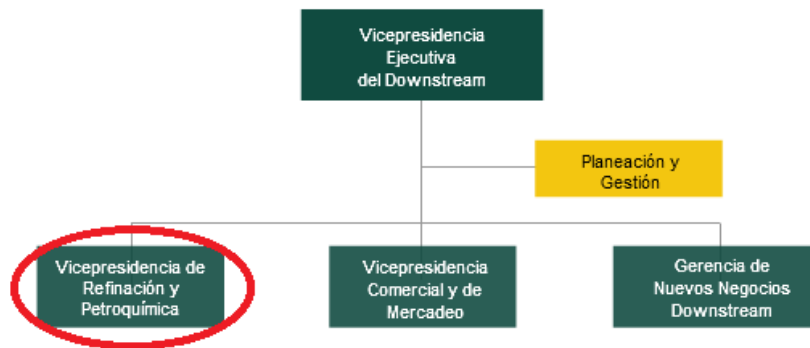 Vicepresidencia
Ejecutiva
del Downstream
Planeación y
Gestión
Vicepresidencia de
Refinación y
Petroquímica
Vicepresidencia
Comercial y de
Mercadeo
Gerencia de
Nuevos Negocios
Downstream